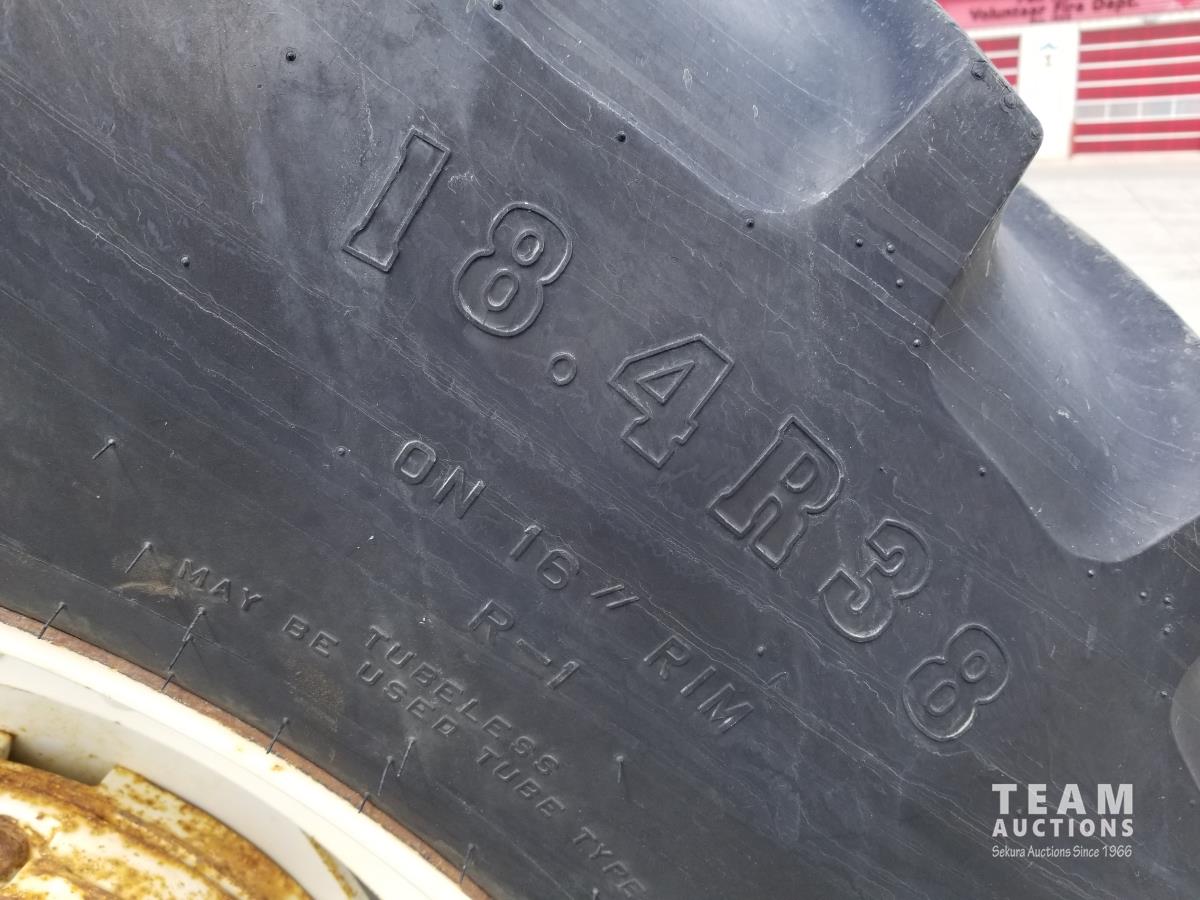 Volunteer Fire Dept.
1
18.4R38
ON 16" RIM
R-1
TUBELESS
MAY BE USED TUBE TYPE
TEAM
AUCTIONS
Sekura Auctions Since 1966